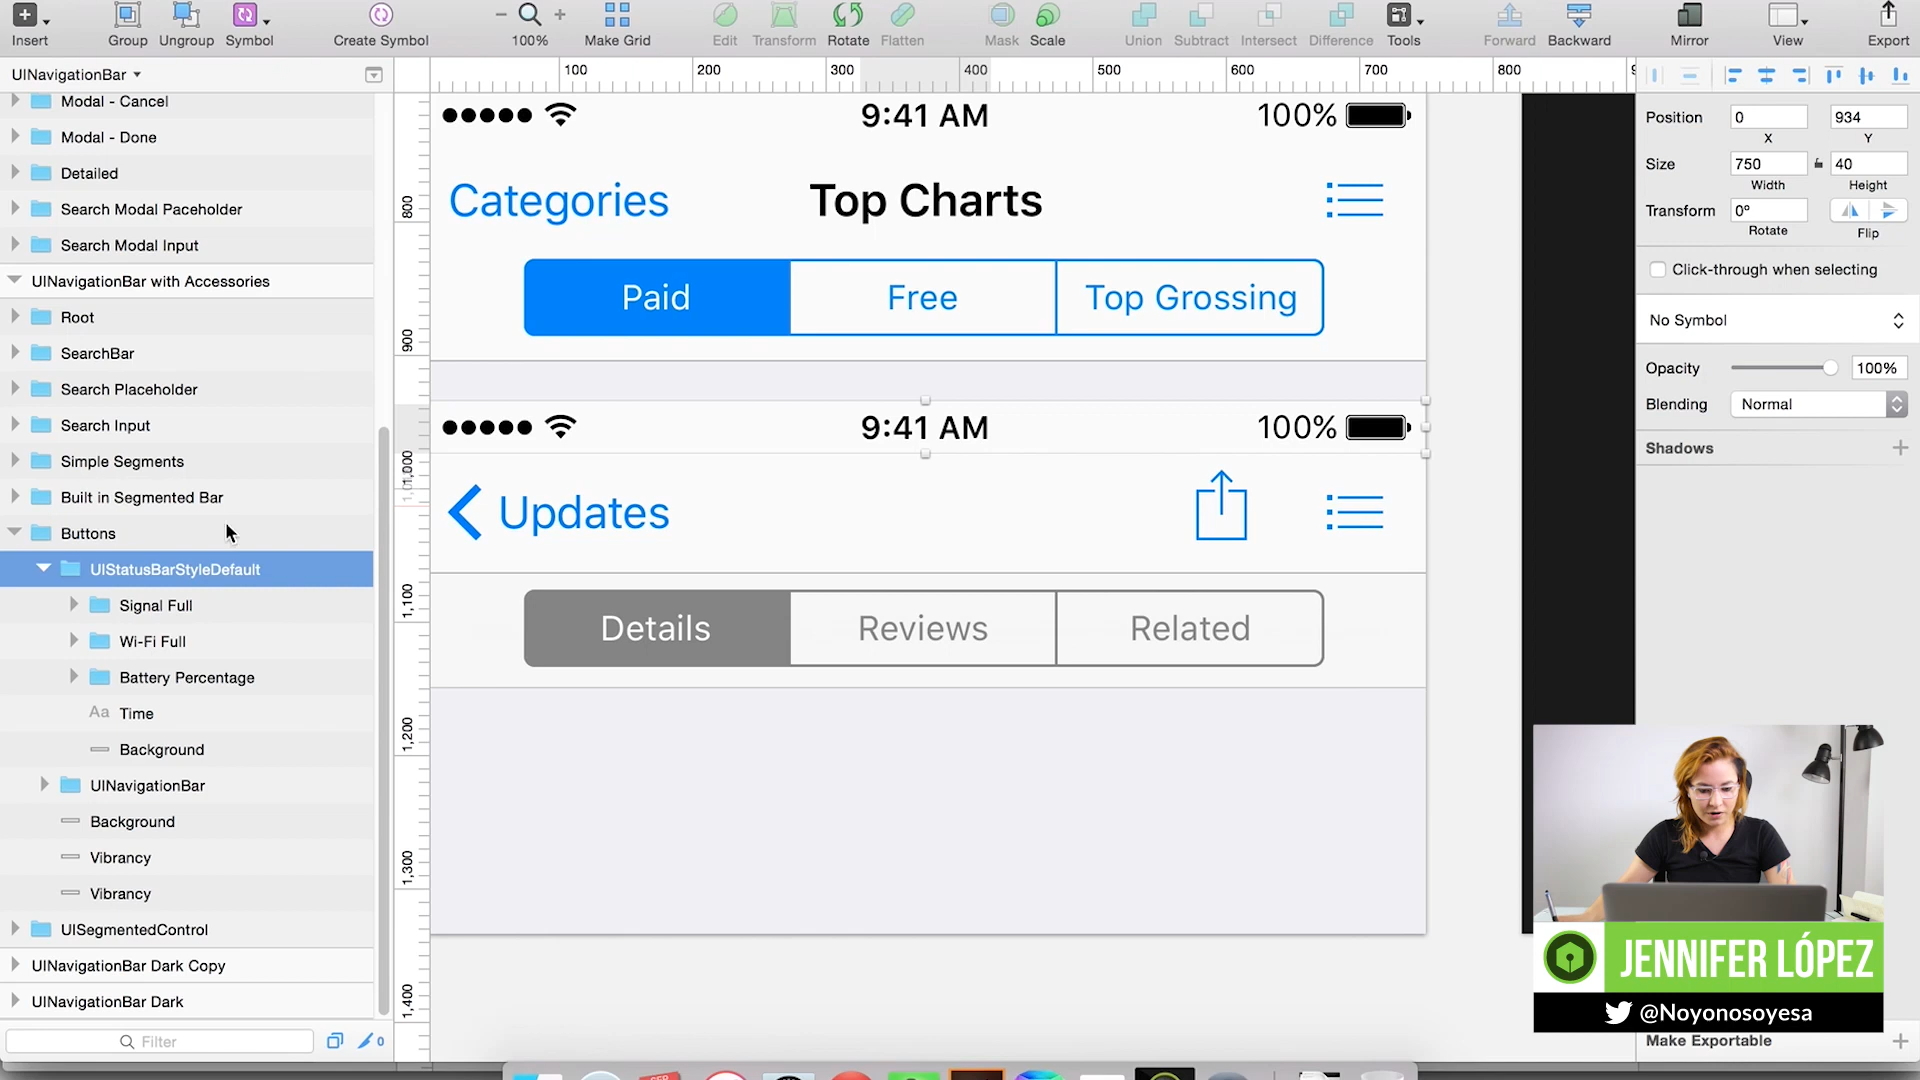 Insert
Group
Ungroup
Symbol
Create Symbol
100%
Make Grid
Edit
Transform
Rotate
Flatten
Mask
Scale
Union
Subtract
Intersect
Difference
Tools
Forward
Backward
Mirror
View
Export
UINavigationBar
100
200
300
400
500
600
700
800
Modal - Cancel
Modal - Done
Detailed
Search Modal Paceholder
Search Modal Input
UINavigationBar with Accessories
Root
SearchBar
Search Placeholder
Search Input
Simple Segments
Built in Segmented Bar
Buttons
UIStatusBarStyleDefault
Signal Full
Wi-Fi Full
Battery Percentage
Aa Time
Background
UINavigationBar
Background
Vibrancy
Vibrancy
UISegmentedControl
UINavigationBar Dark Copy
UINavigationBar Dark
Filter
0
800
900
1,000
1,100
1,200
1,300
1,400
9:41 AM
100%
Categories
Top Charts
Paid
Free
Top Grossing
9:41 AM
100%
Updates
Details
Reviews
Related
Position
0
934
X
Y
Size
750
40
Width
Height
Transform
0°
Rotate
Flip
Click-through when selecting
No Symbol
Opacity
100%
Blending
Normal
Shadows
JENNIFER LÓPEZ
@Noyonosoyesa
Make Exportable